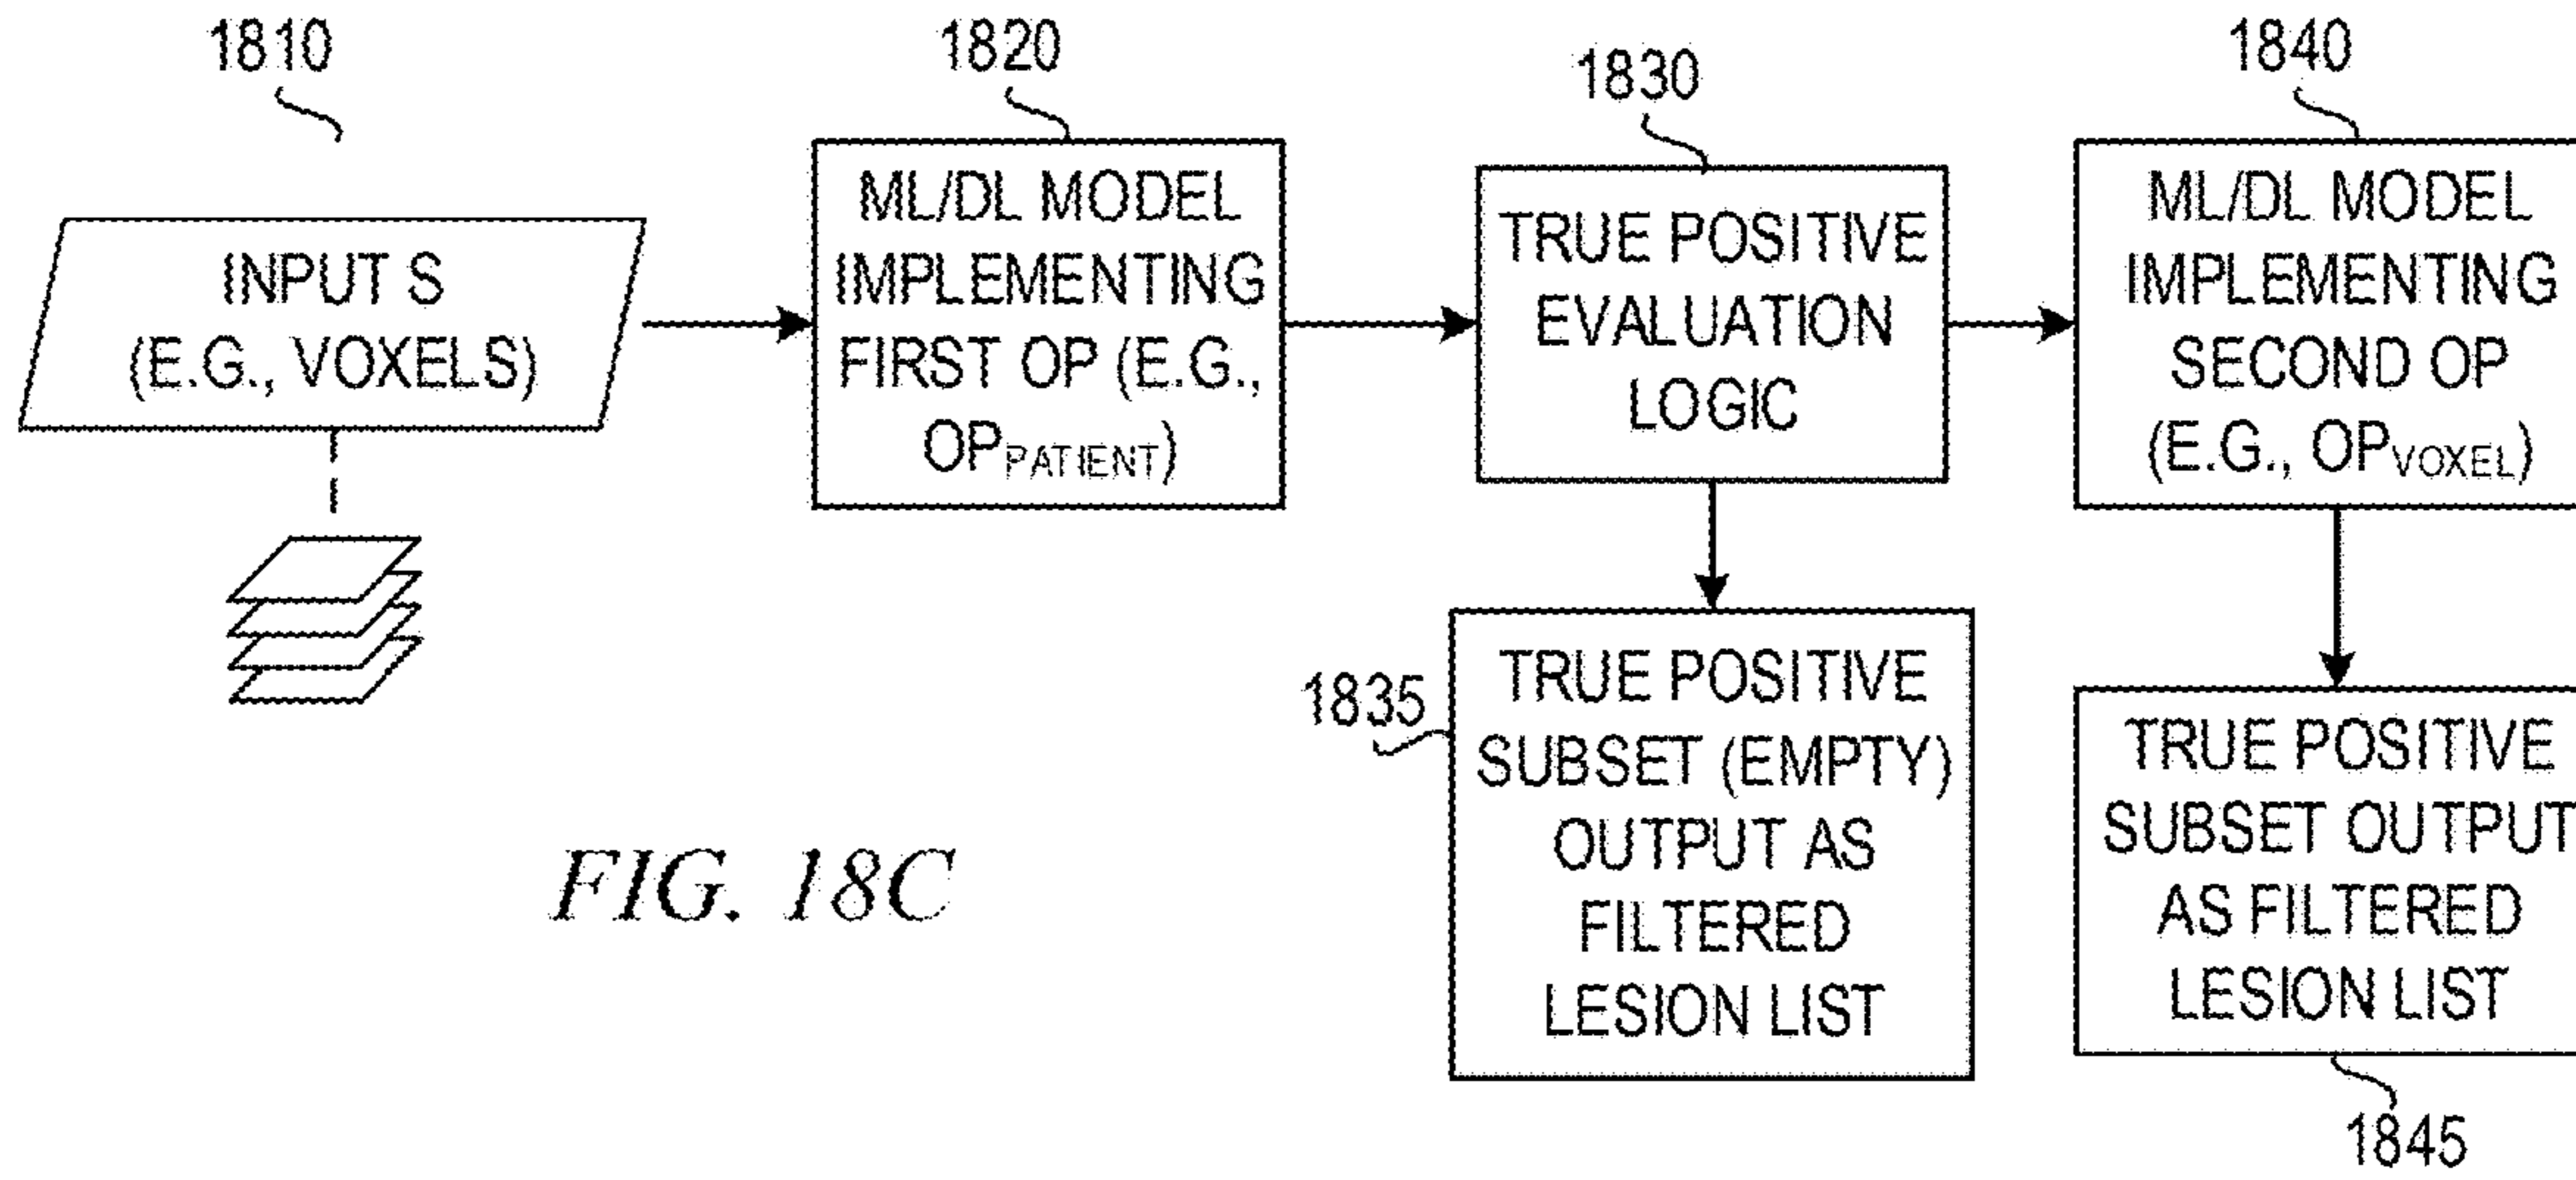 1810
INPUT S
(E.G., VOXELS)
1820
ML/DL MODEL
IMPLEMENTING
FIRST OP (E.G.,
OPPATIENT)
1830
TRUE POSITIVE
EVALUATION
LOGIC
1840
ML/DL MODEL
IMPLEMENTING
SECOND OP
(E.G., OPVOXEL)
1835
TRUE POSITIVE
SUBSET (EMPTY)
OUTPUT AS
FILTERED
LESION LIST
TRUE POSITIVE
SUBSET OUTPUT
AS FILTERED
LESION LIST
1845
FIG. 18C